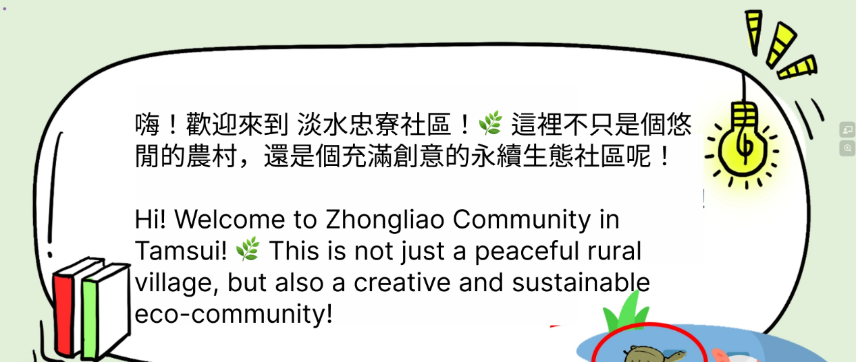 嗨！歡迎來到 淡水忠寮社區！🌿 這裡不只是個悠
閒的農村，還是個充滿創意的永續生態社區呢！
Hi! Welcome to Zhongliao Community in
Tamsui! 🌿 This is not just a peaceful rural
village, but also a creative and sustainable
eco-community!